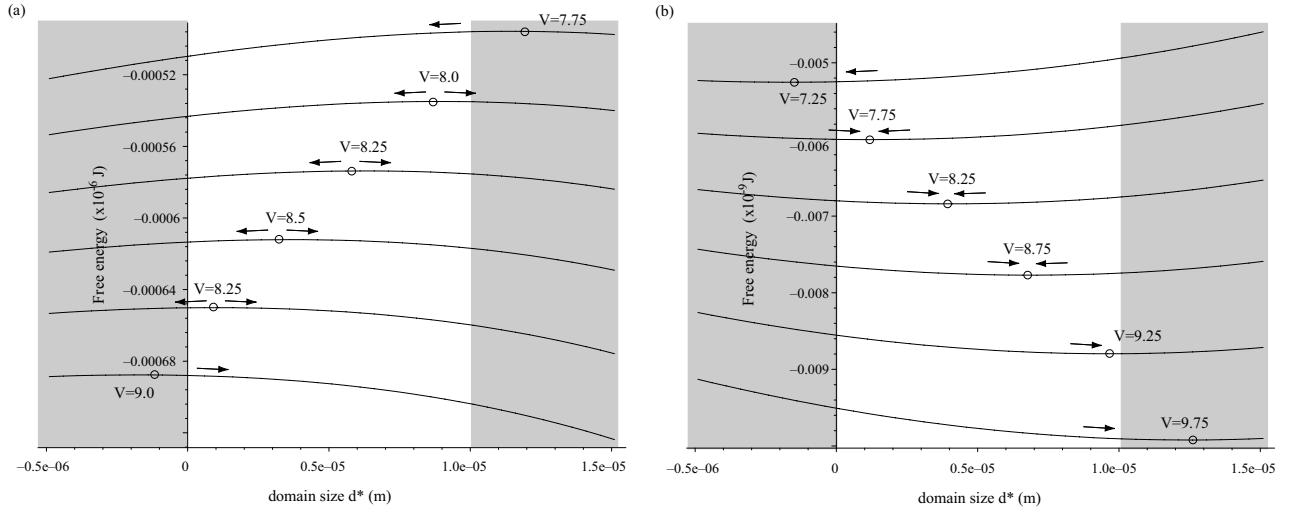 (a)
V=7.75
−0.00052
V=8.0
−0.00056
V=8.25
−0.0006
V=8.5
−0.00064
V=8.25
−0.00068
V=9.0
Free energy (x10-6 J)
−0.5e−06
0
0.5e−05
1.0e−05
1.5e−05
domain size d* (m)
(b)
−0.005
V=7.25
V=7.75
−0.006
V=8.25
−0..007
V=8.75
−0.008
V=9.25
−0.009
V=9.75
Free energy (x10-9 J)
−0.5e−05
0
0.5e−05
1.0e−05
1.5e−05
domain size d* (m)